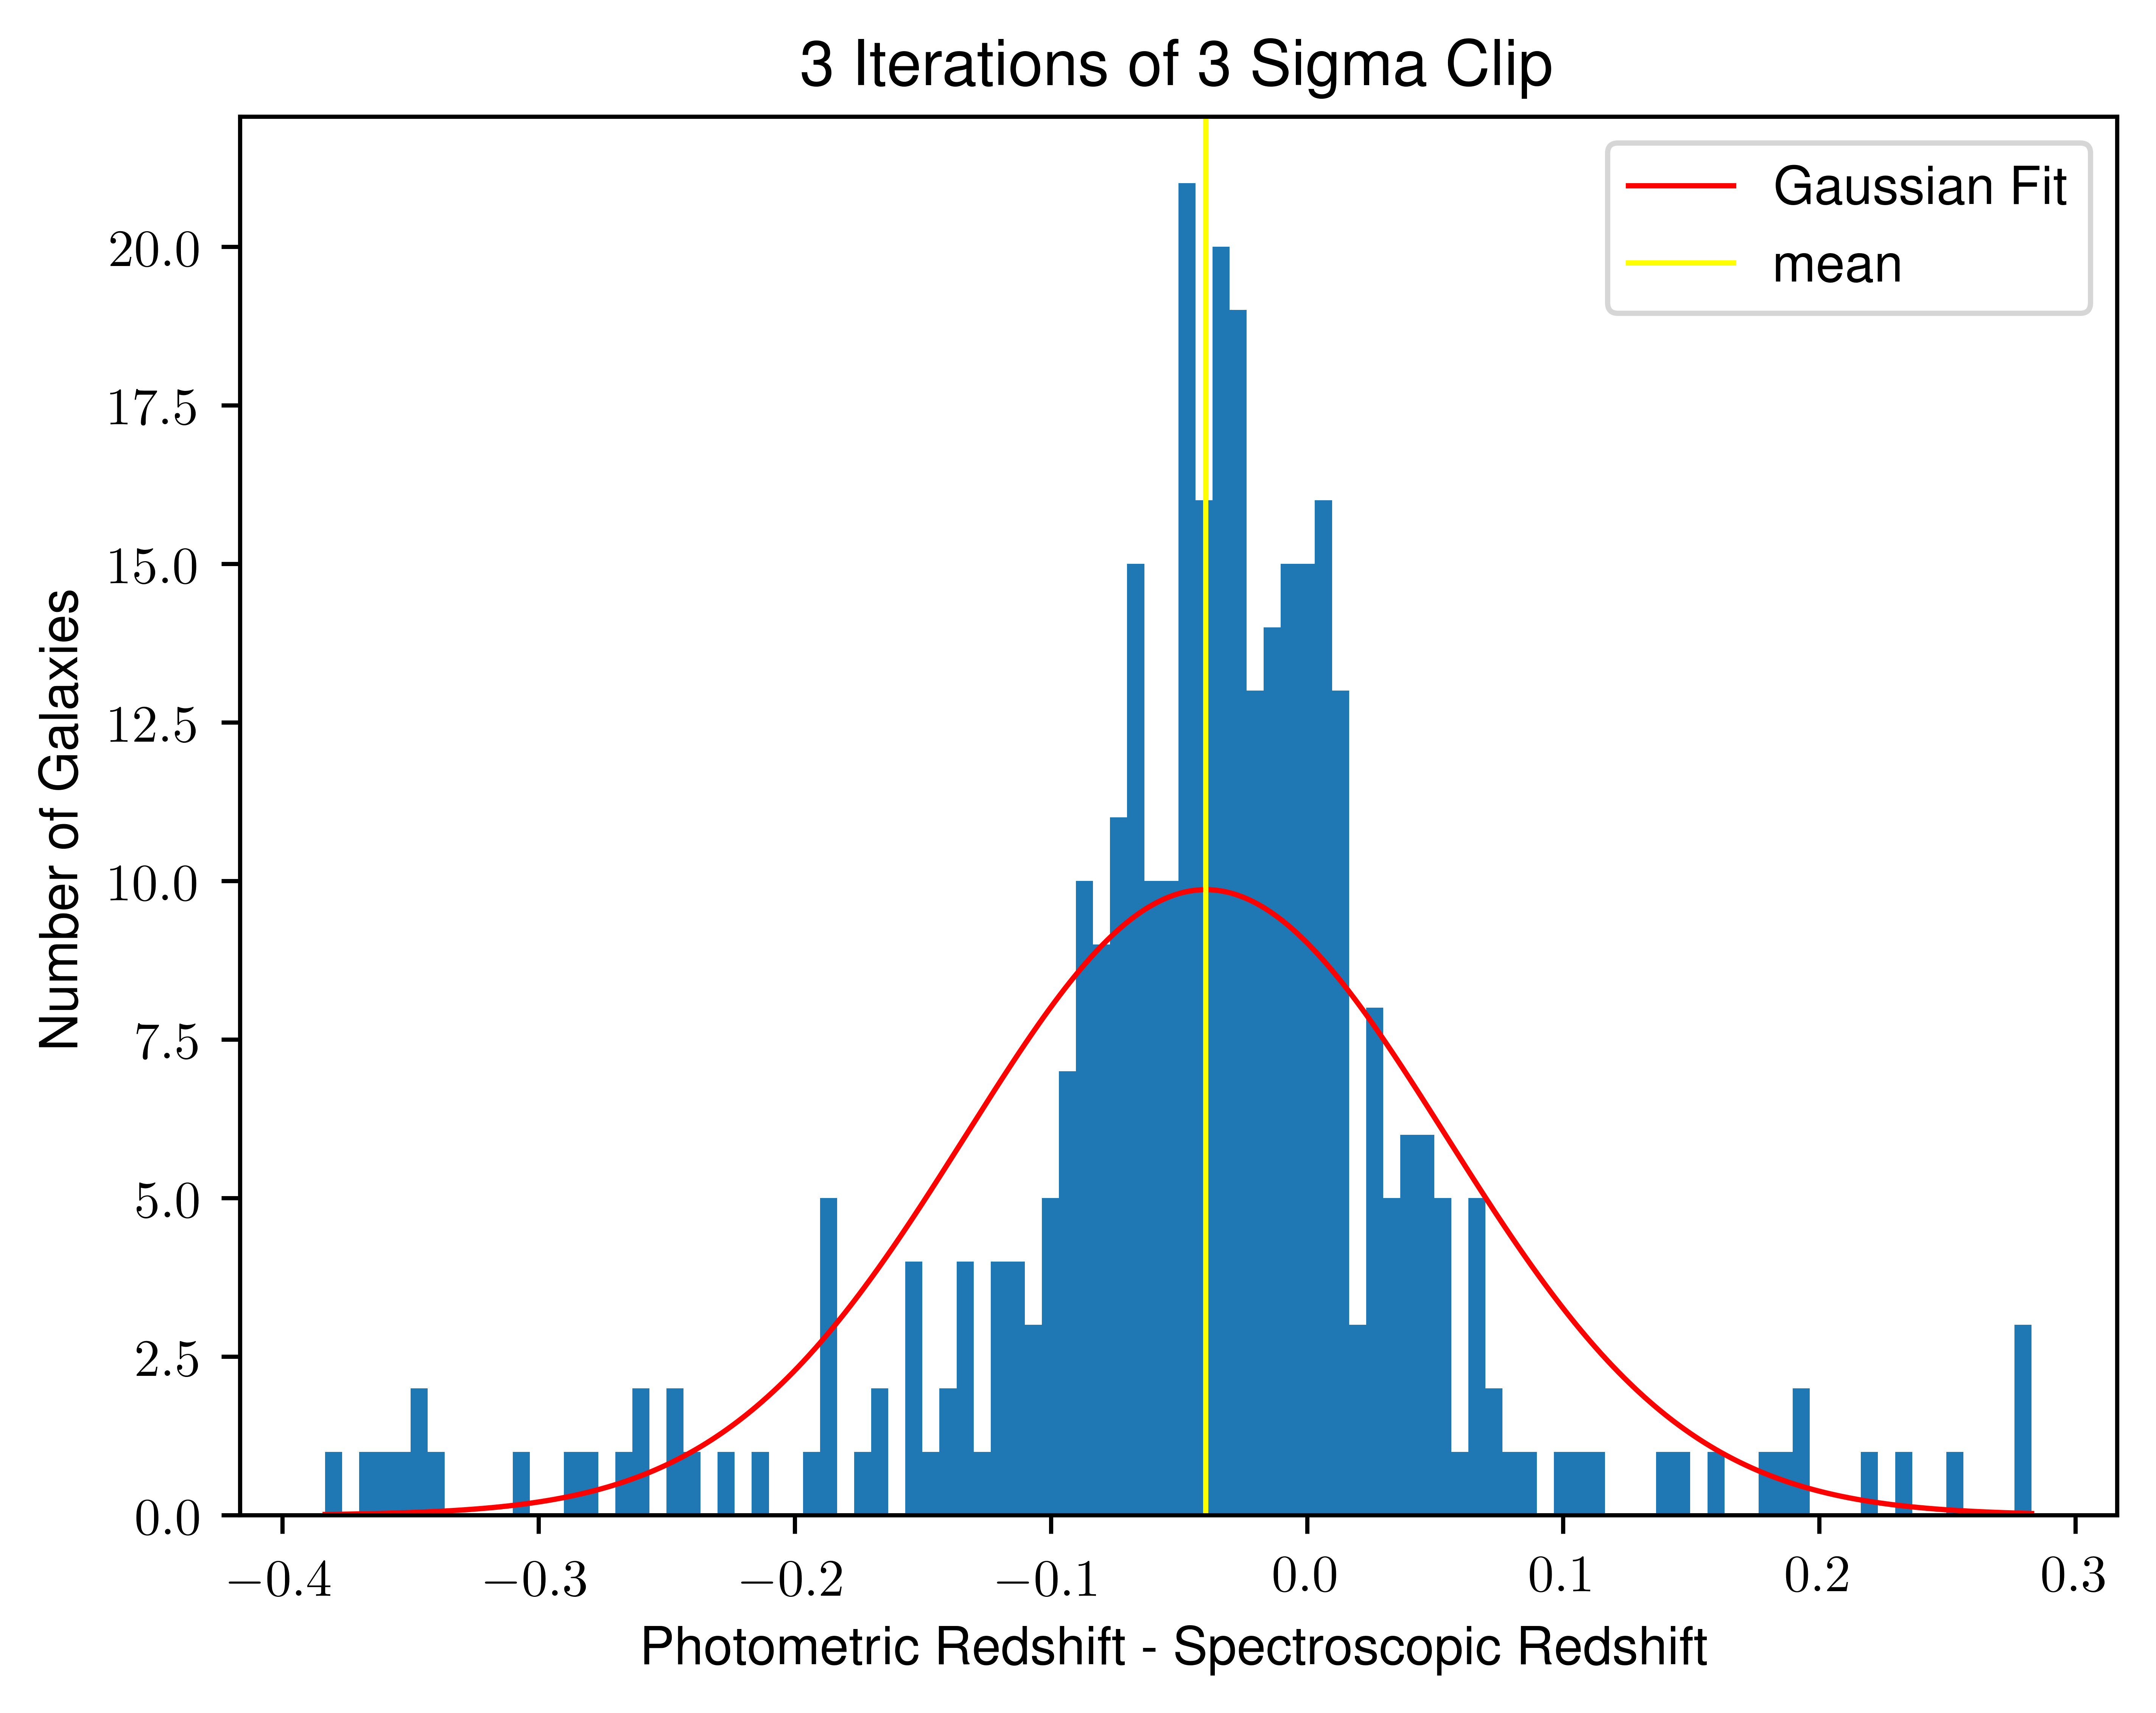 3 Iterations of 3 Sigma Clip
Gaussian Fit
mean
Number of Galaxies
20.0
17.5
15.0
12.5
10.0
7.5
5.0
2.5
0.0
−0.4 −0.3 −0.2 −0.1 0.0 0.1 0.2 0.3
Photometric Redshift - Spectroscopic Redshift